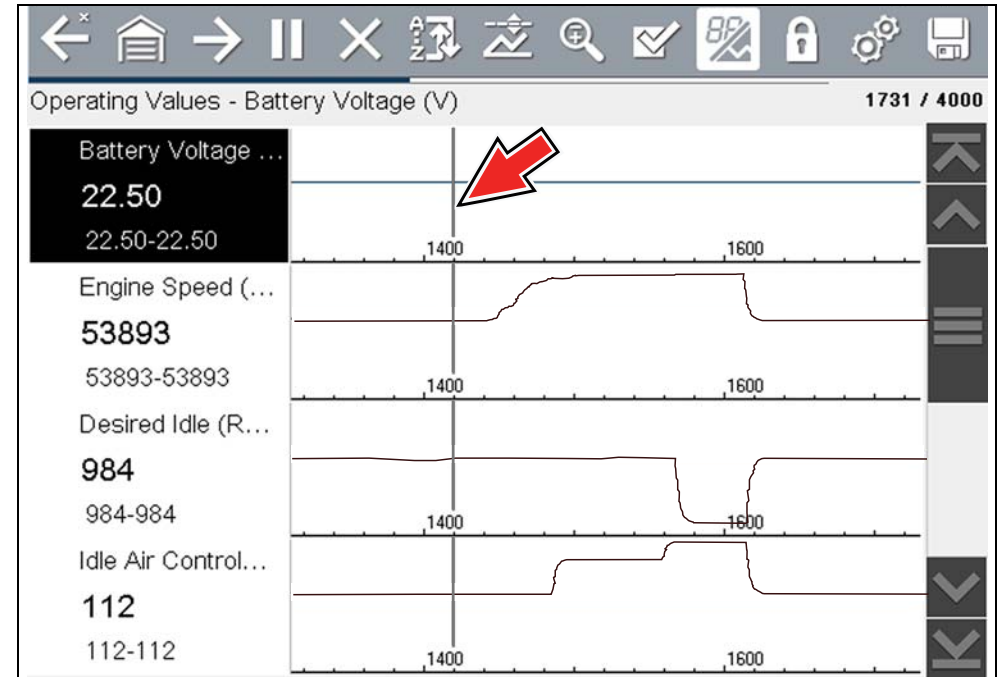 A
Z
Operating Values - Battery Voltage (V)
1731 / 4000
Battery Voltage ...
22.50
22.50-22.50
1400
1600
Engine Speed (...
53893
53893-53893
1400
1600
Desired Idle (R...
984
984-984
1400
1600
Idle Air Control...
112
112-112
1400
1600